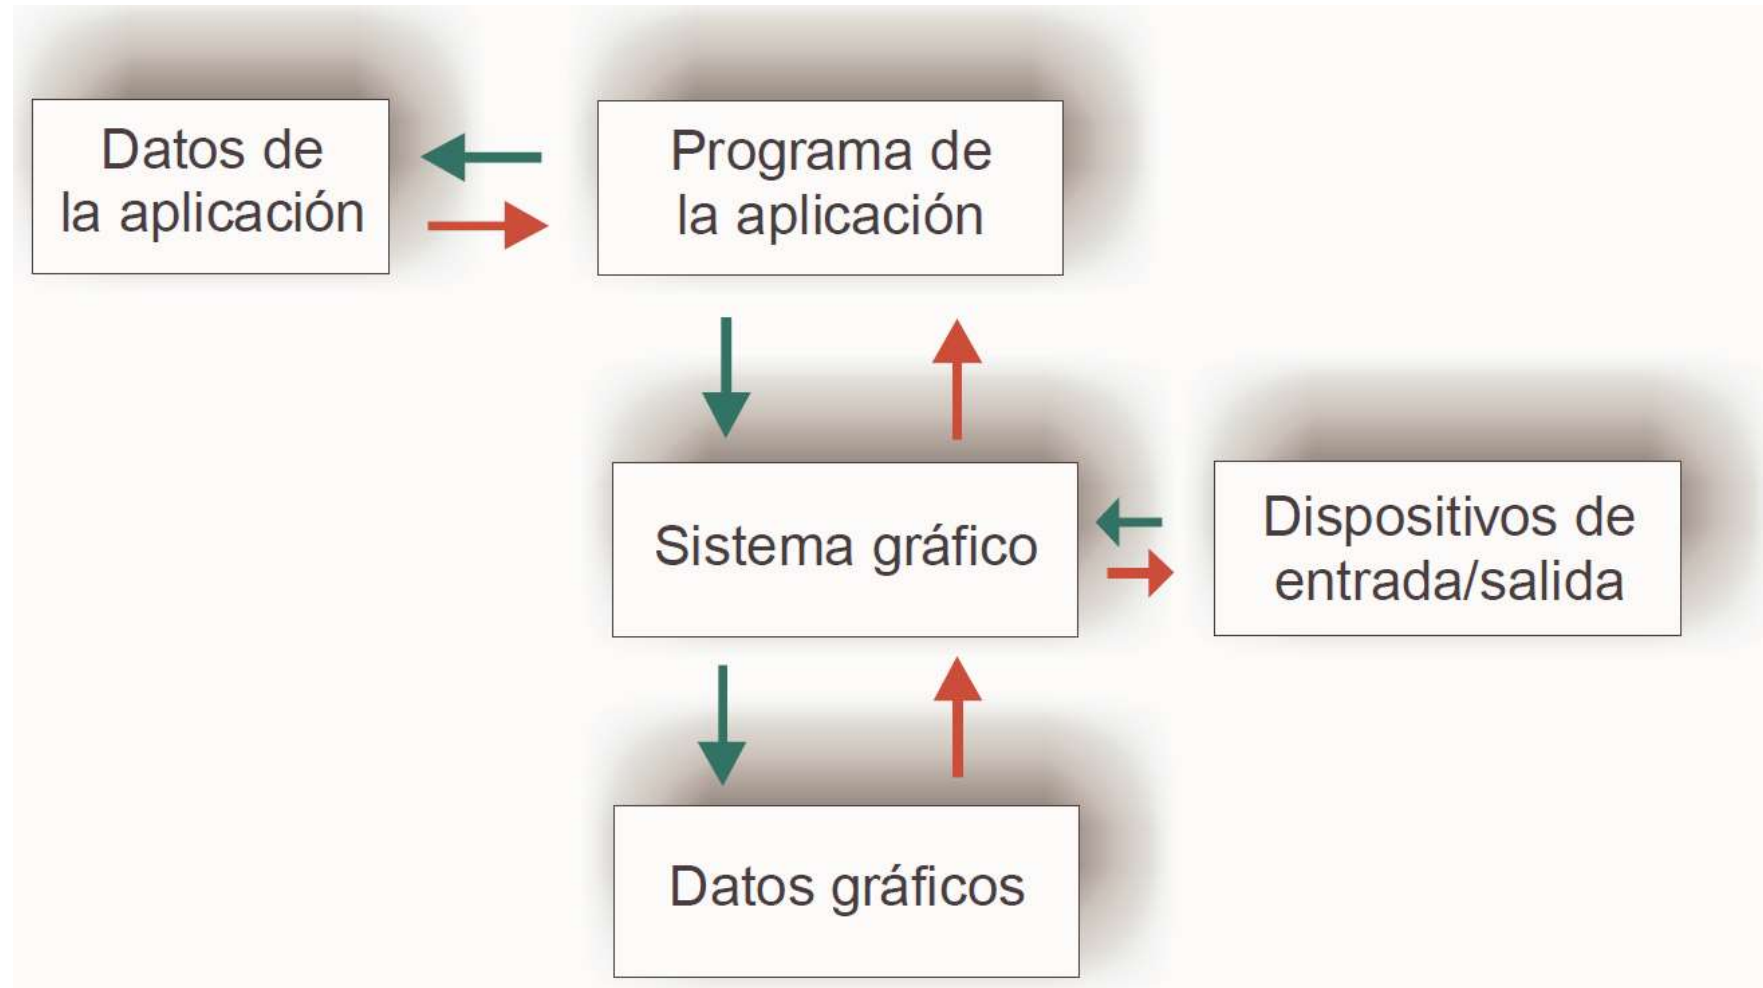 Datos de
la aplicación
Programa de
la aplicación
Sistema gráfico
Dispositivos de
entrada/salida
Datos gráficos